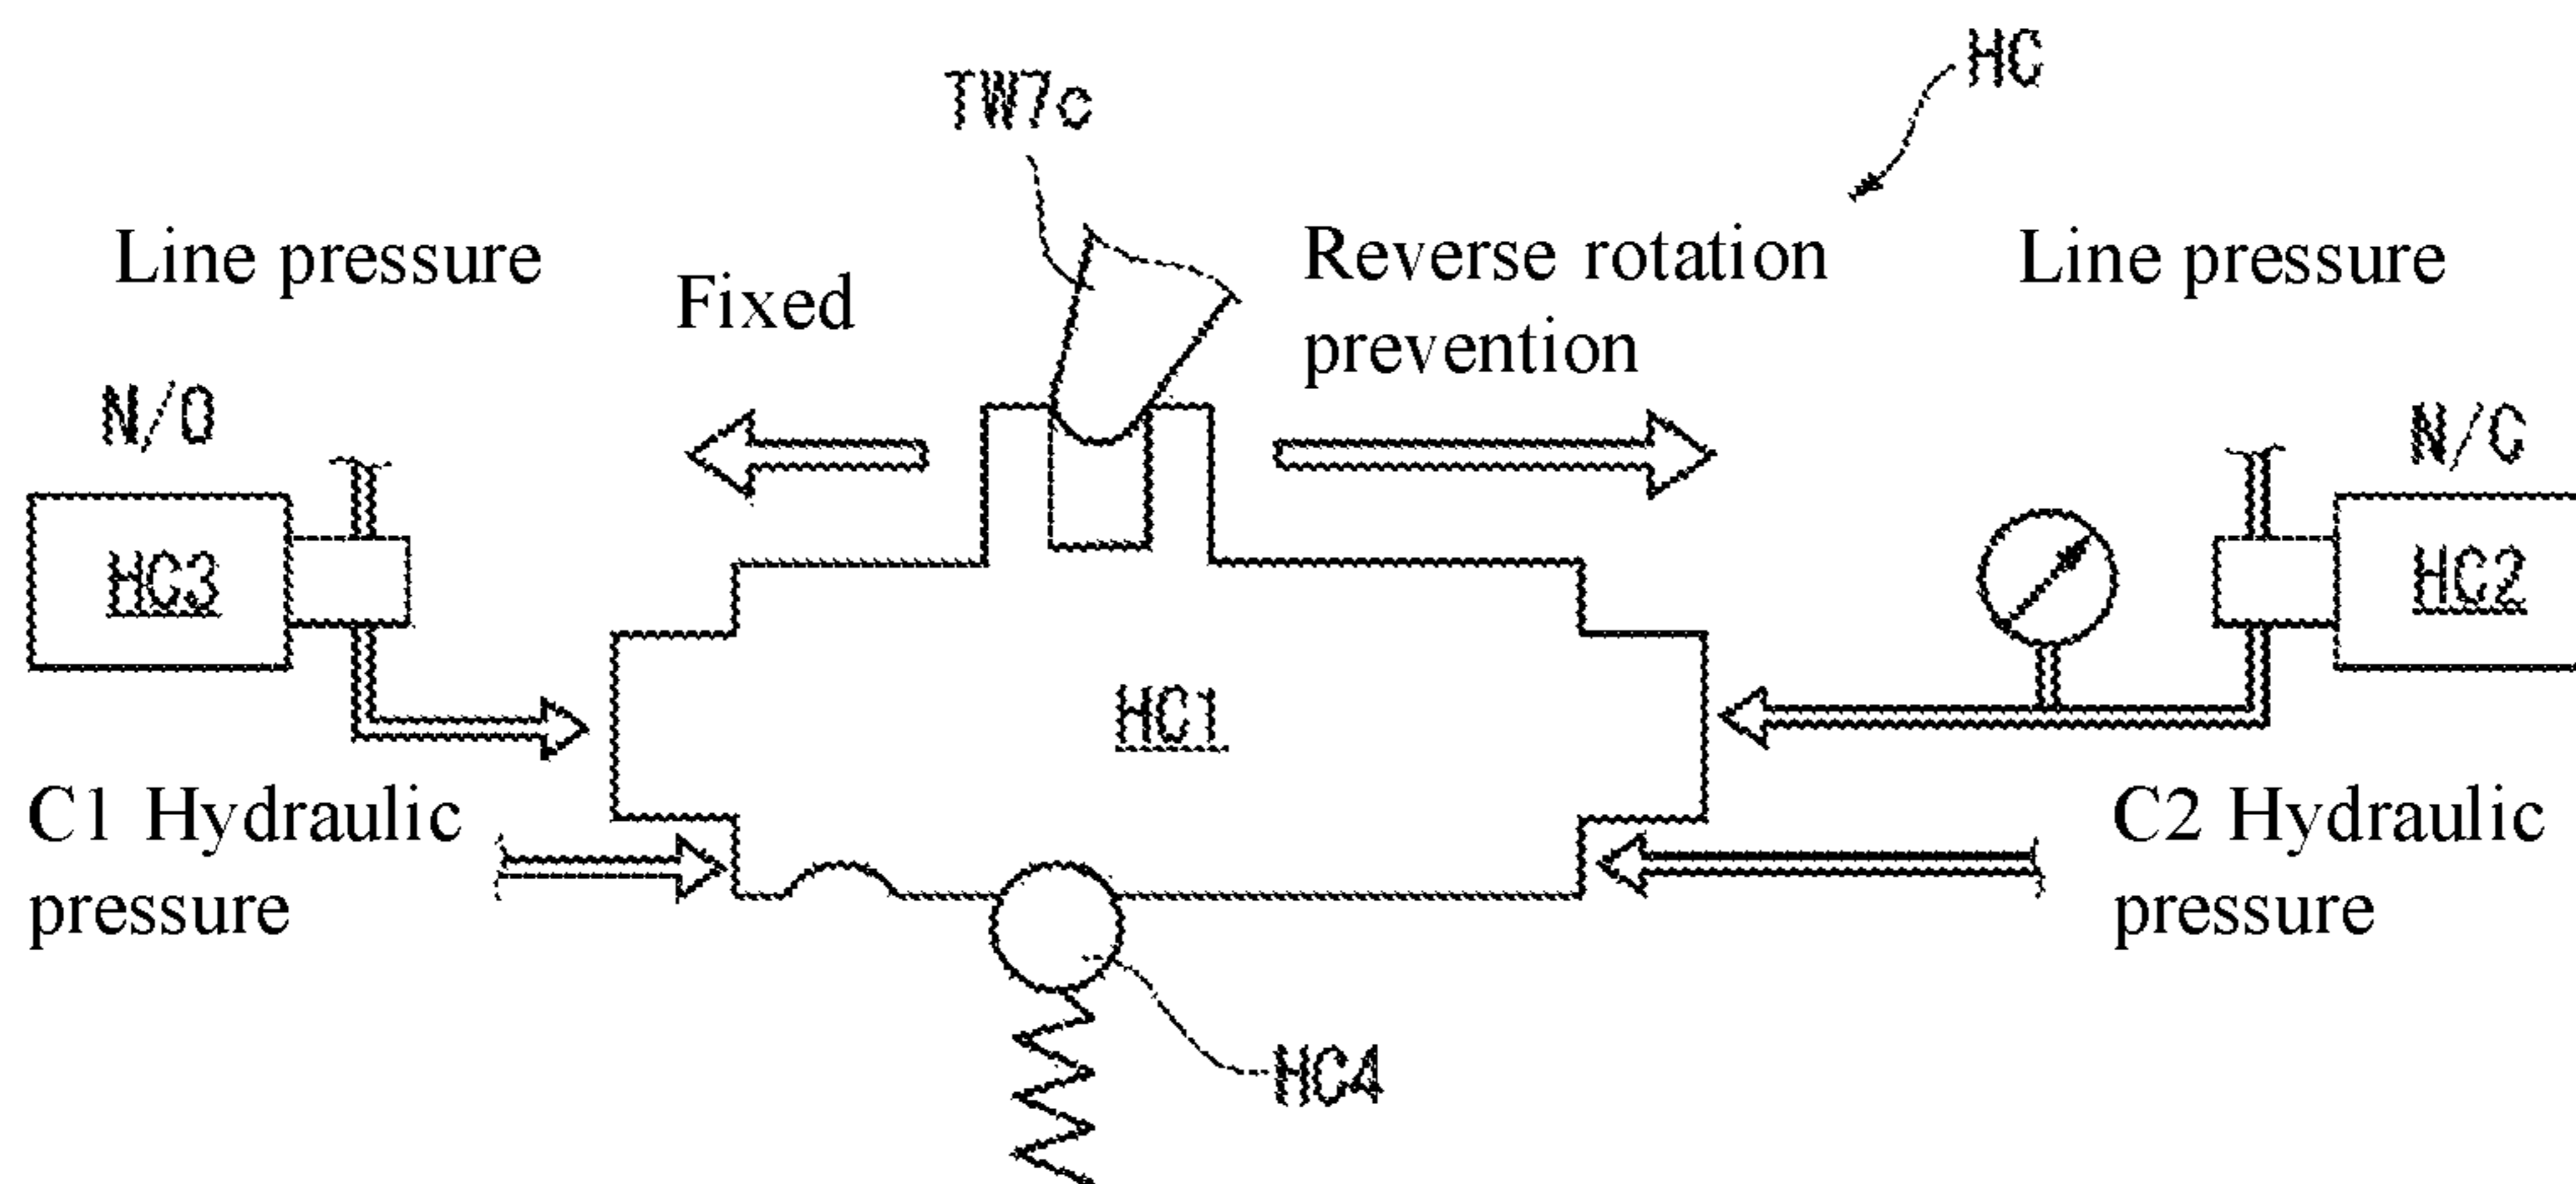 HC
TW7c
Line pressure
Fixed
Reverse rotation
prevention
Line pressure
N/O
N/C
HC3
HC2
HC1
C1 Hydraulic
pressure
C2 Hydraulic
pressure
HC4